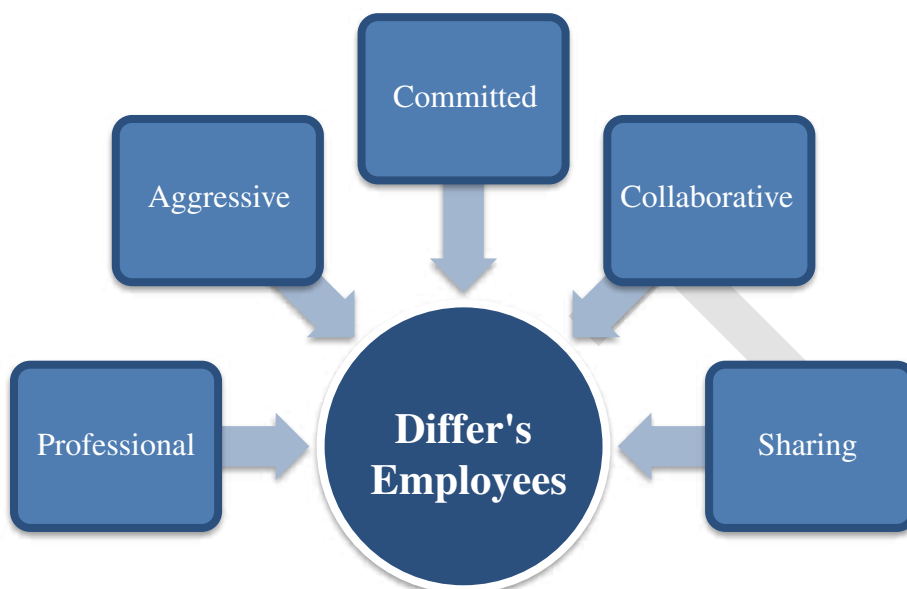 Committed
Aggressive
Collaborative
Professional
Differ's
Employees
Sharing